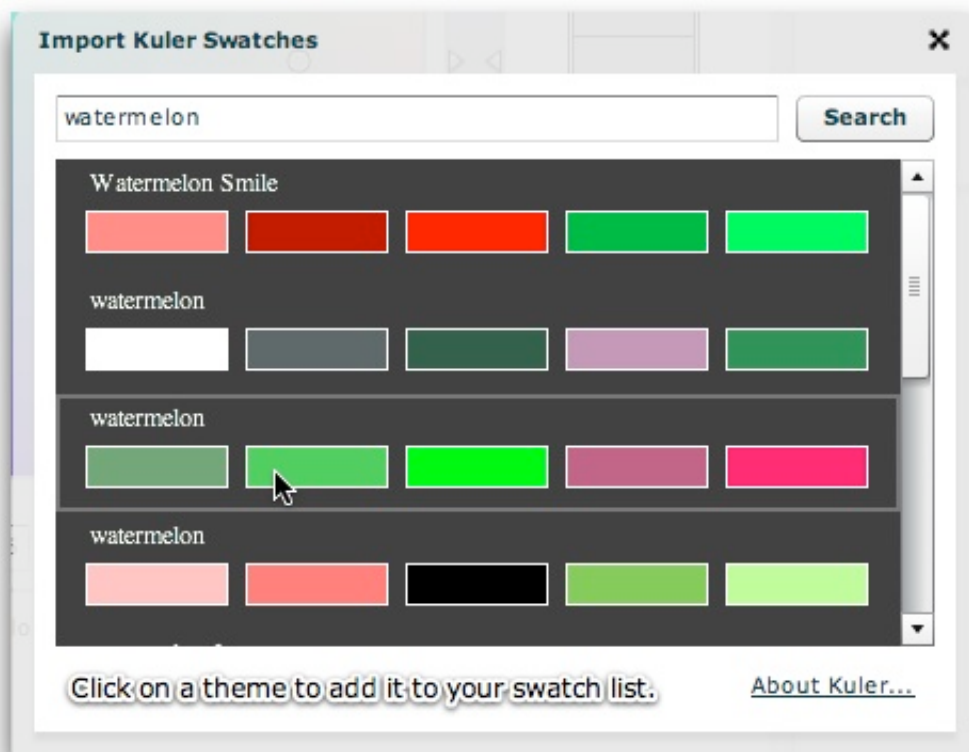 Import Kuler Swatches
watermelon
Search
Watermelon Smile
watermelon
watermelon
watermelon
Click on a theme to add it to your swatch list.
About Kuler...